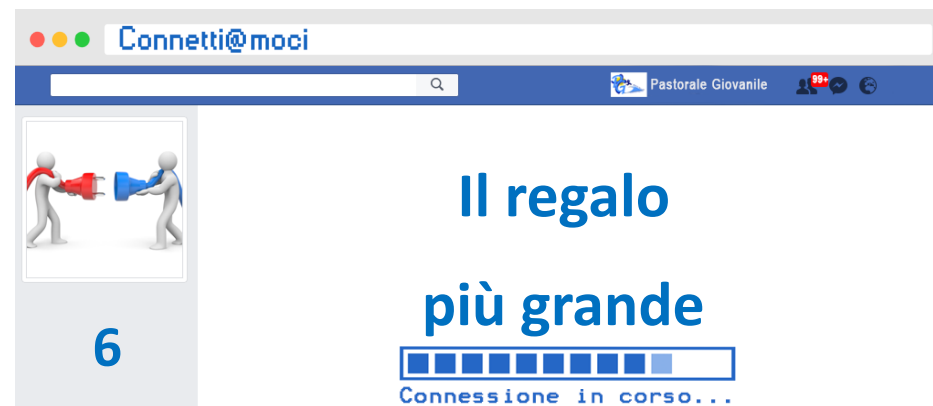 Connetti@moci
Pastorale Giovanile
99+
Il regalo
più grande
6
Connessione in corso...